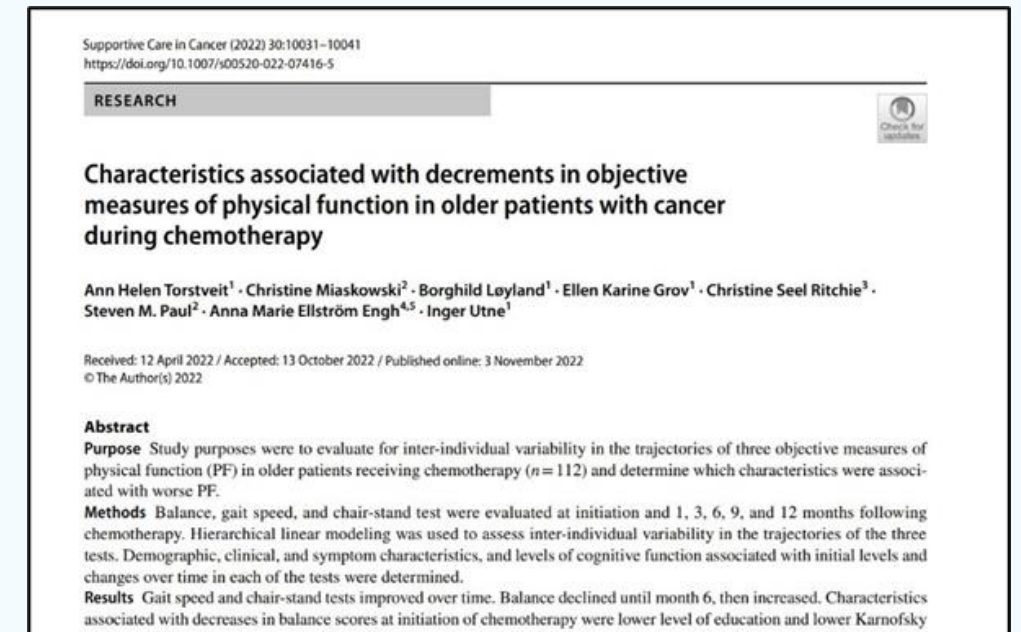 Supportive Care in Cancer (2022) 30:10031–10041
https://doi.org/10.1007/s00520-022-07416-5
RESEARCH
Check for
updates
Characteristics associated with decrements in objective
measures of physical function in older patients with cancer
during chemotherapy
Ann Helen Torstveit¹ · Christine Miaskowski² · Borghild Løyland¹ · Ellen Karine Grov¹ · Christine Seel Ritchie³ ·
Steven M. Paul² · Anna Marie Ellström Engh⁴,⁵ · Inger Utne¹
Received: 12 April 2022 / Accepted: 13 October 2022 / Published online: 3 November 2022
© The Author(s) 2022
Abstract
Purpose Study purposes were to evaluate for inter-individual variability in the trajectories of three objective measures of
physical function (PF) in older patients receiving chemotherapy (n = 112) and determine which characteristics were associ-
ated with worse PF.
Methods Balance, gait speed, and chair-stand test were evaluated at initiation and 1, 3, 6, 9, and 12 months following
chemotherapy. Hierarchical linear modeling was used to assess inter-individual variability in the trajectories of the three
tests. Demographic, clinical, and symptom characteristics, and levels of cognitive function associated with initial levels and
changes over time in each of the tests were determined.
Results Gait speed and chair-stand tests improved over time. Balance declined until month 6, then increased. Characteristics
associated with decreases in balance scores at initiation of chemotherapy were lower level of education and lower Karnofsky